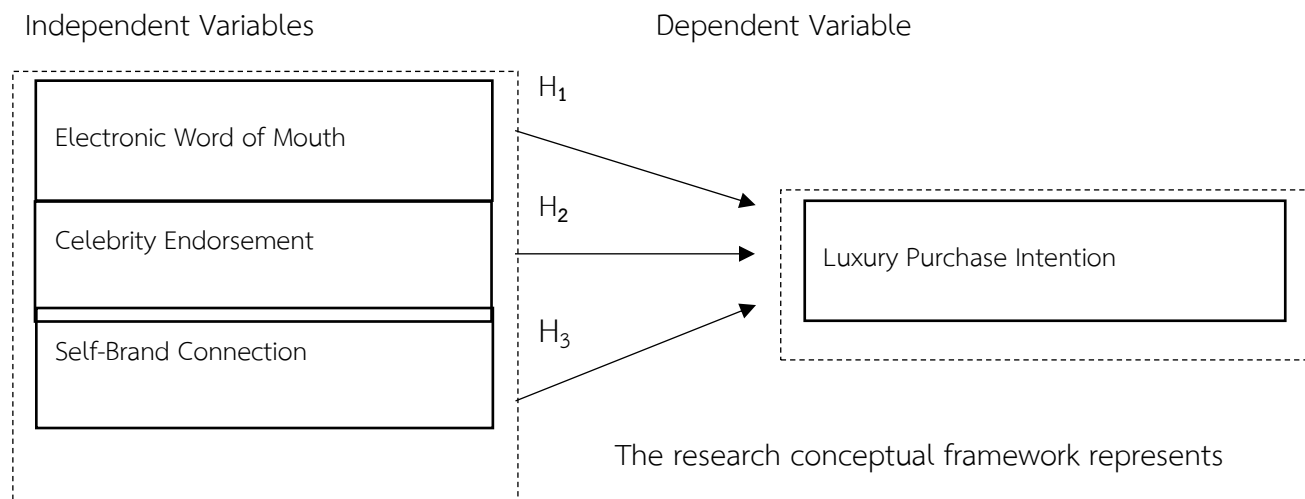 Independent Variables
Dependent Variable
H₁
Electronic Word of Mouth
H₂
Celebrity Endorsement
Luxury Purchase Intention
H₃
Self-Brand Connection
The research conceptual framework represents